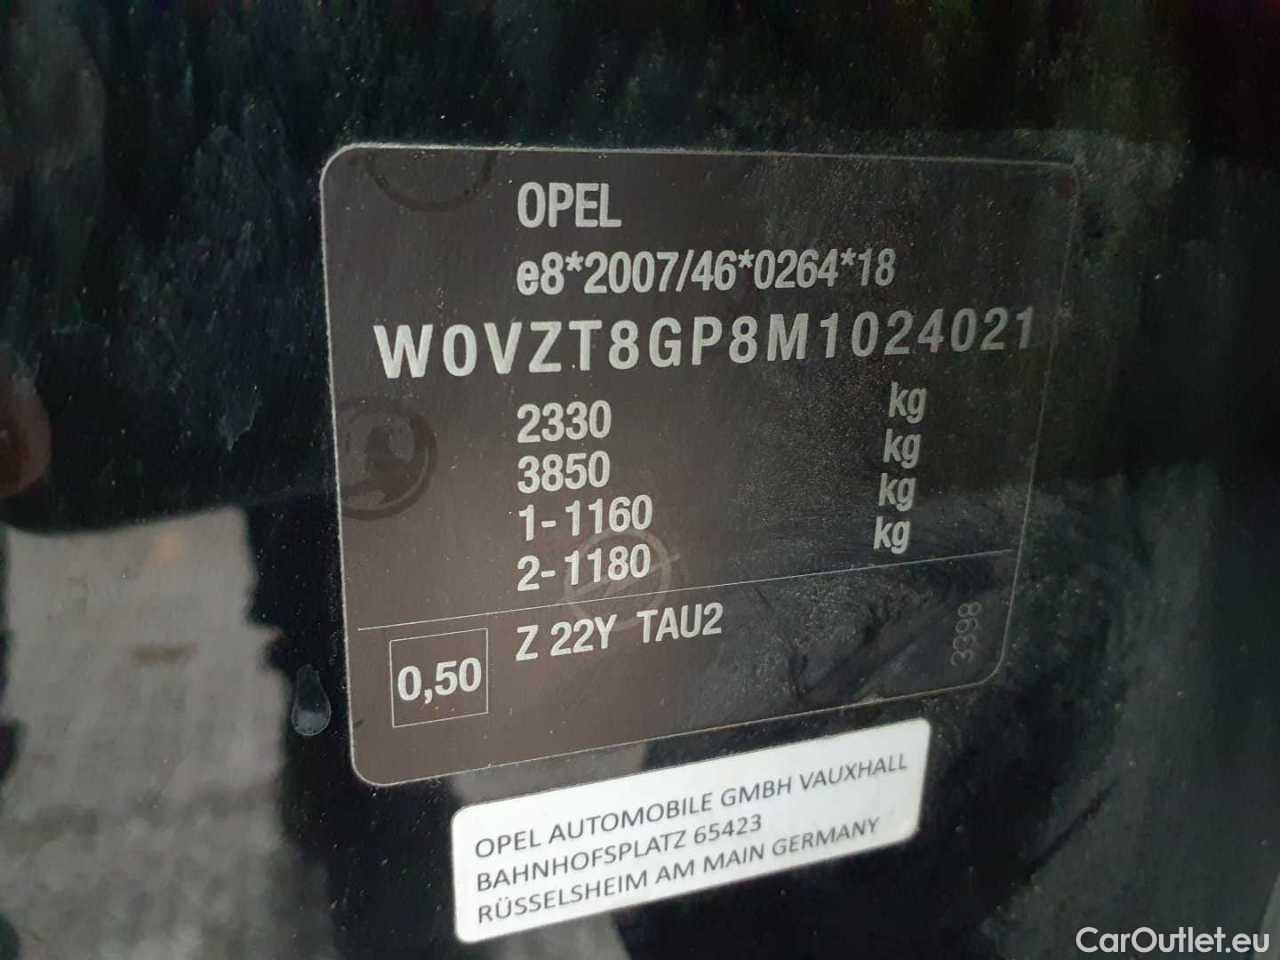 OPEL
e8*2007/46*0264*18
W0VZT8GP8M1024021
2330 kg
3850 kg
1-1160 kg
2-1180 kg
0,50 Z 22Y TAU2 3398
OPEL AUTOMOBILE GMBH VAUXHALL
BAHNHOFSPLATZ 65423
RÜSSELSHEIM AM MAIN GERMANY
CarOutlet.eu